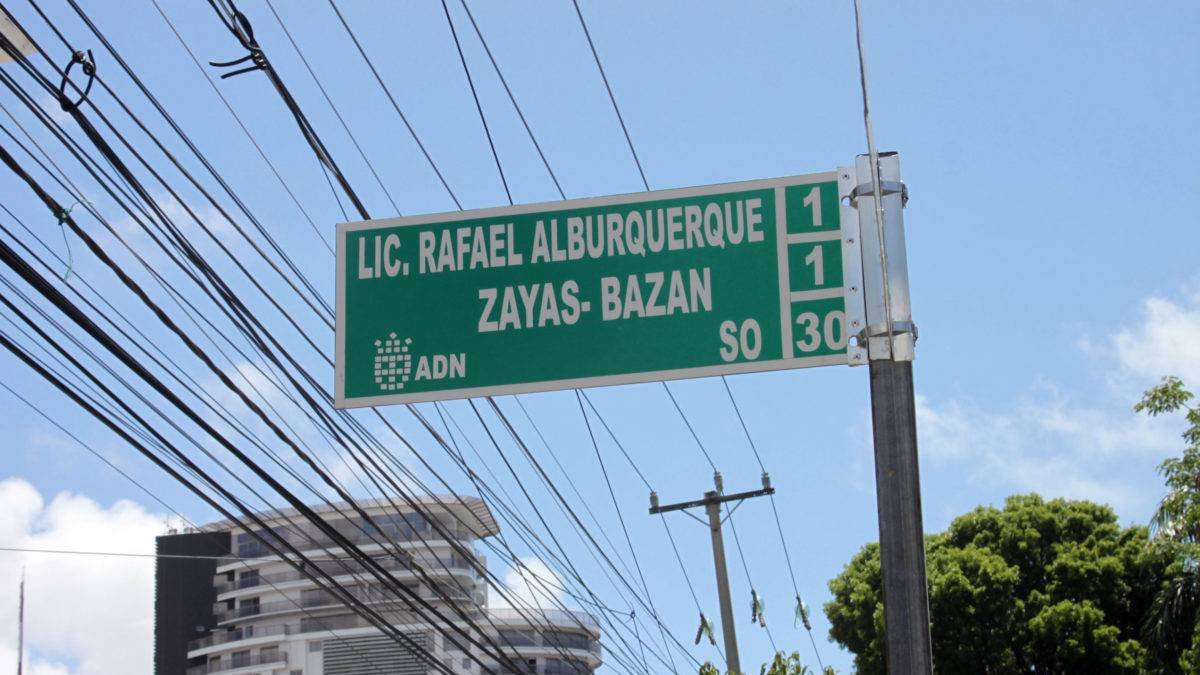 LIC. RAFAEL ALBURQUERQUE
ZAYAS- BAZAN
SO
ADN
1
1
30